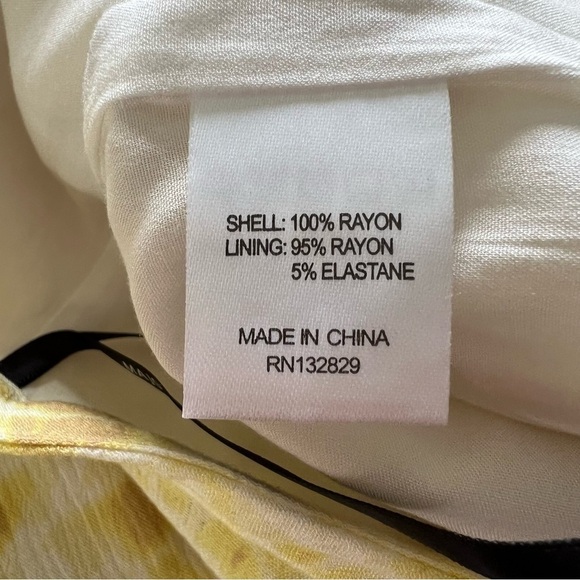 SHELL: 100% RAYON
LINING: 95% RAYON
5% ELASTANE
MADE IN CHINA
RN132829